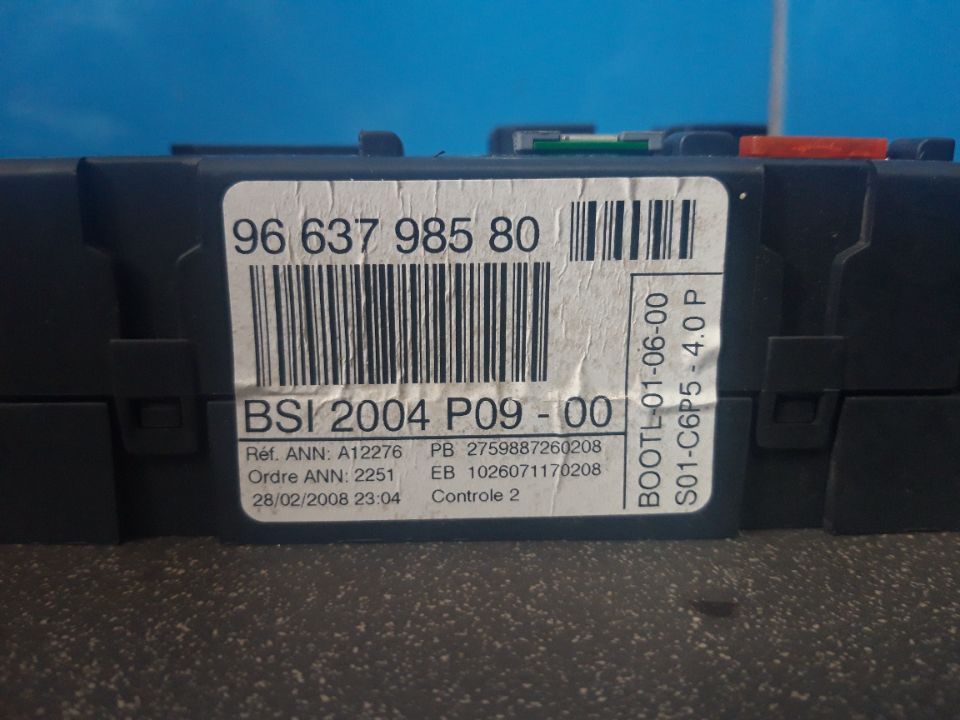 96 637 985 80
BSI 2004 P09 - 00
Réf. ANN: A12276 PB 2759887260208
Ordre ANN: 2251 EB 1026071170208
28/02/2008 23:04 Controle 2
BOOTL-01-06-00
S01-C6P5 - 4.0 P